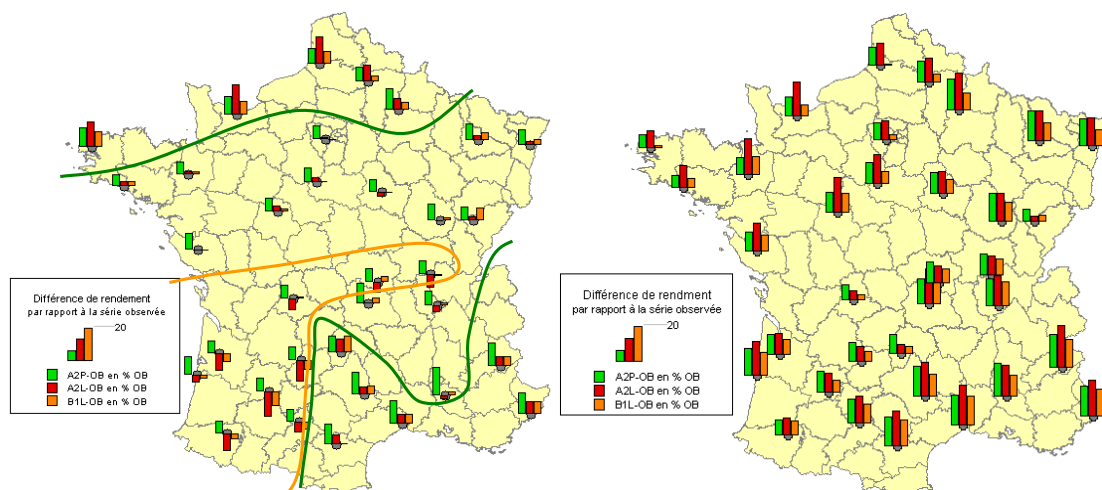 Différence de rendement
par rapport à la série observée
20
A2P-OB en % OB
A2L-OB en % OB
B1L-OB en % OB
Différence de rendment
par rapport à la série observée
20
A2P-OB en % OB
A2L-OB en % OB
B1L-OB en % OB